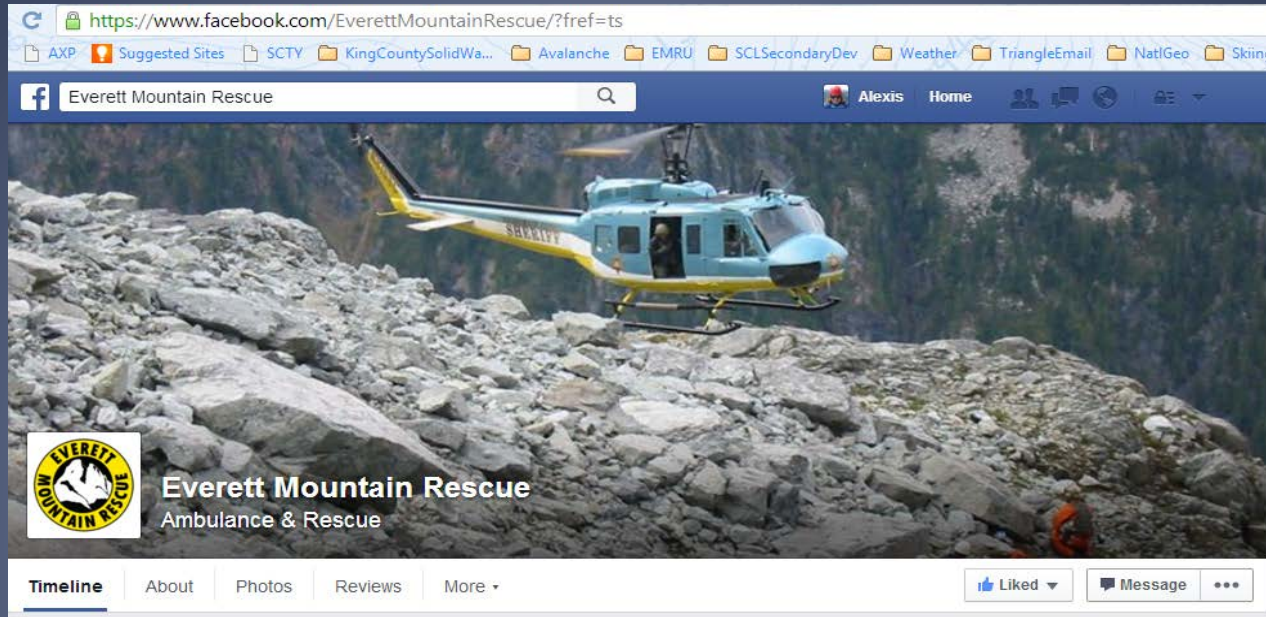 https://www.facebook.com/EverettMountainRescue/?fref=ts
AXP Suggested Sites SCTY KingCountySolidWa... Avalanche EMRU SCLSecondaryDev Weather TriangleEmail NatlGeo Skiing
f Everett Mountain Rescue Alexis Home
SHERIFF
EVERETT MOUNTAIN RESCUE
Everett Mountain Rescue
Ambulance & Rescue
Timeline About Photos Reviews More Liked Message